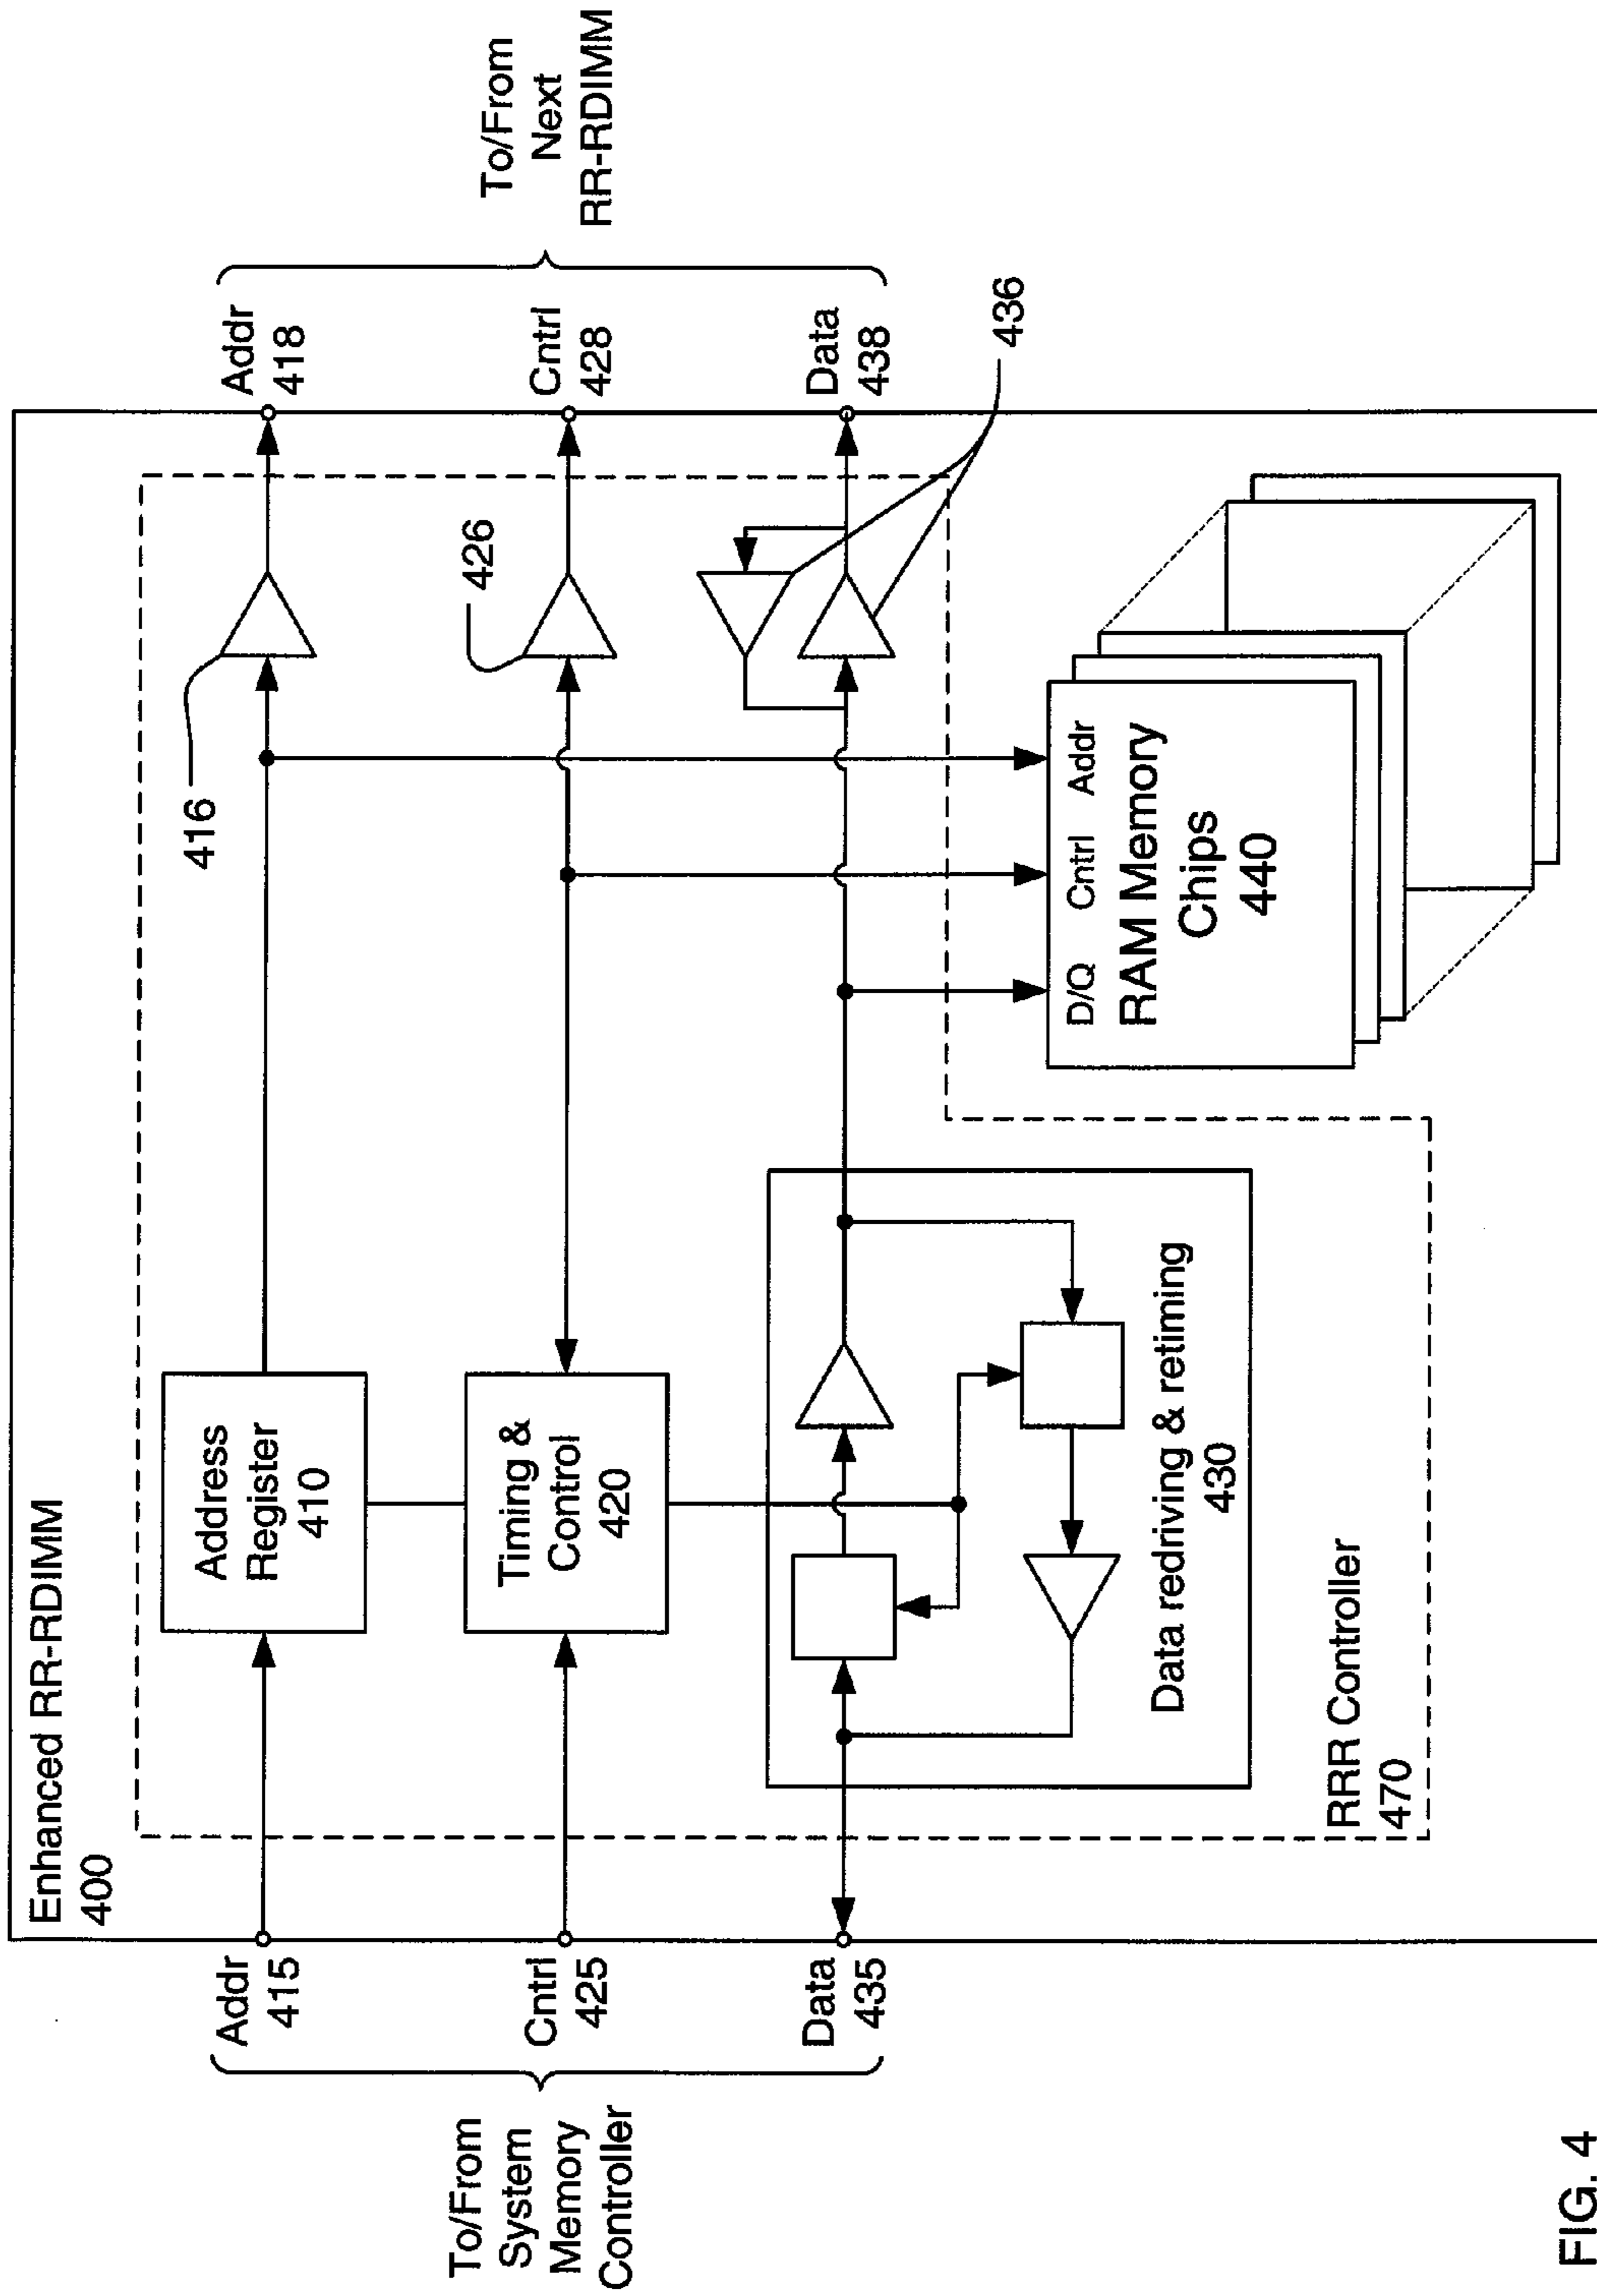 Enhanced RR-RDIMM
400
To/From
System
Memory
Controller
Addr
415
Cntrl
425
Data
435
Address
Register
410
Timing &
Control
420
Data redriving & retiming
430
RRR Controller
470
416
426
436
D/Q Cntrl Addr
RAM Memory
Chips
440
Addr
418
Cntrl
428
Data
438
To/From
Next
RR-RDIMM
FIG. 4